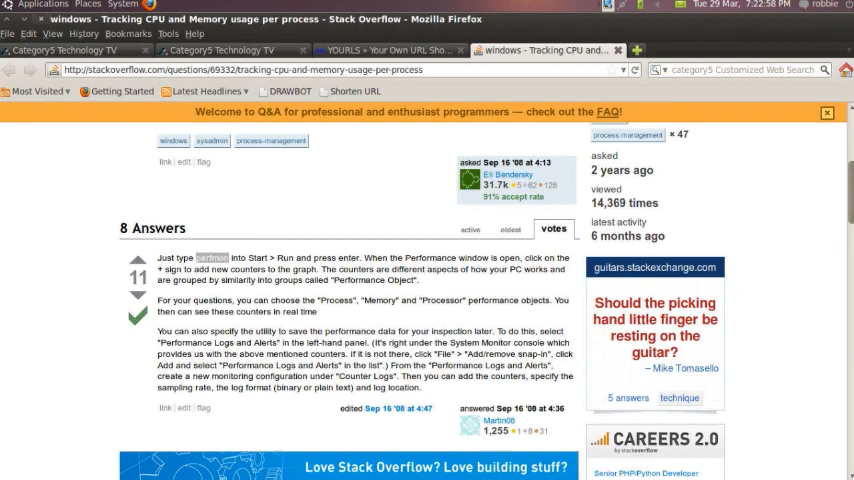 Applications Places System Tue 29 Mar, 7:22:58 PM robbie
windows - Tracking CPU and Memory usage per process - Stack Overflow - Mozilla Firefox
File Edit View History Bookmarks Tools Help
Category5 Technology TV Category5 Technology TV YOURLS » Your Own URL Sho... windows - Tracking CPU and...
http://stackoverflow.com/questions/69332/tracking-cpu-and-memory-usage-per-process category5 Customized Web Search
Most Visited Getting Started Latest Headlines DRAWBOT Shorten URL
Welcome to Q&A for professional and enthusiast programmers — check out the FAQ!
windows sysadmin process-management
link | edit | flag
asked Sep 16 '08 at 4:13
Eli Bendersky
31.7k 5 62 128
91% accept rate
8 Answers
active oldest votes
11
Just type perfmon into Start > Run and press enter. When the Performance window is open, click on the
+ sign to add new counters to the graph. The counters are different aspects of how your PC works and
are grouped by similarity into groups called "Performance Object".
For your questions, you can choose the "Process", "Memory" and "Processor" performance objects. You
then can see these counters in real time
You can also specify the utility to save the performance data for your inspection later. To do this, select
"Performance Logs and Alerts" in the left-hand panel. (It's right under the System Monitor console which
provides us with the above mentioned counters. If it is not there, click "File" > "Add/remove snap-in", click
Add and select "Performance Logs and Alerts" in the list".) From the "Performance Logs and Alerts",
create a new monitoring configuration under "Counter Logs". Then you can add the counters, specify the
sampling rate, the log format (binary or plain text) and log location.
link | edit | flag
edited Sep 16 '08 at 4:47
answered Sep 16 '08 at 4:36
Martin08
1,255 1 8 31
Love Stack Overflow? Love building stuff?
process-management × 47
asked
2 years ago
viewed
14,369 times
latest activity
6 months ago
guitars.stackexchange.com
Should the picking
hand little finger be
resting on the
guitar?
– Mike Tomasello
5 answers technique
CAREERS 2.0
by stackoverflow
Senior PHP/Python Developer